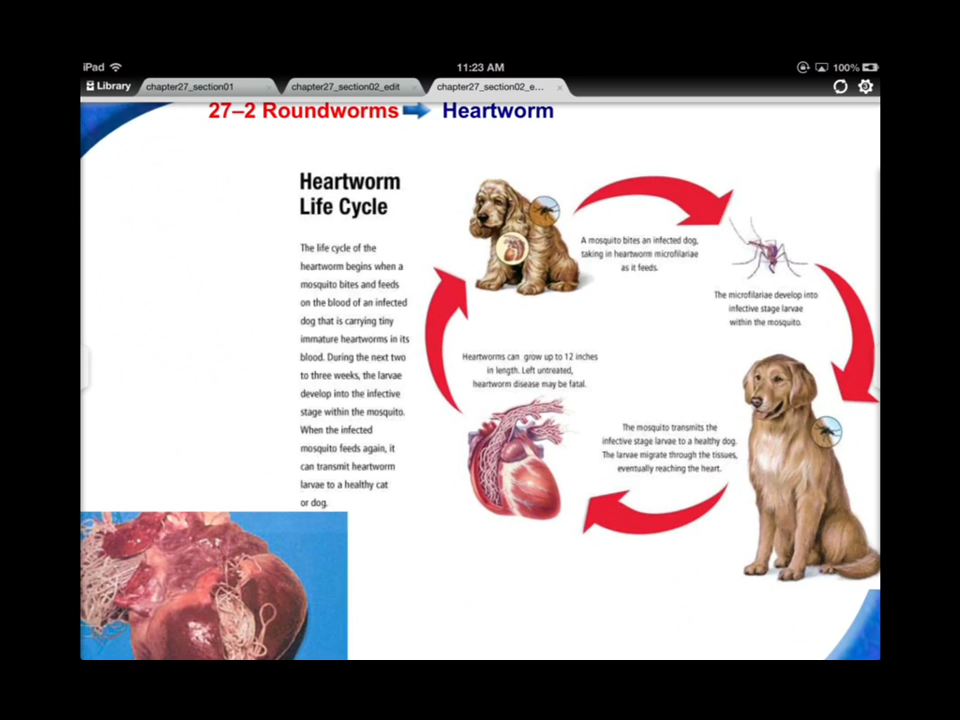 iPad
11:23 AM
100%
Library
chapter27_section01
chapter27_section02_edit
chapter27_section02_e...
27–2 Roundworms
Heartworm
Heartworm
Life Cycle
The life cycle of the
heartworm begins when a
mosquito bites and feeds
on the blood of an infected
dog that is carrying tiny
immature heartworms in its
blood. During the next two
to three weeks, the larvae
develop into the infective
stage within the mosquito.
When the infected
mosquito feeds again, it
can transmit heartworm
larvae to a healthy cat
or dog.
A mosquito bites an infected dog,
taking in heartworm microfilariae
as it feeds.
The microfilariae develop into
infective stage larvae
within the mosquito.
The mosquito transmits the
infective stage larvae to a healthy dog.
The larvae migrate through the tissues,
eventually reaching the heart.
Heartworms can grow up to 12 inches
in length. Left untreated,
heartworm disease may be fatal.